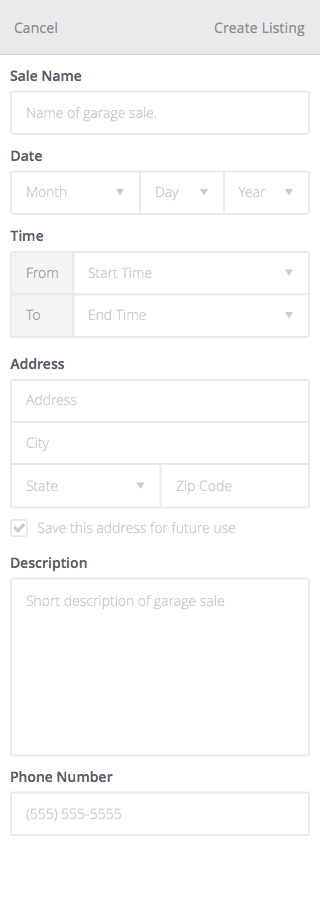 Cancel Create Listing
Sale Name
Name of garage sale.
Date
Month Day Year
Time
From Start Time
To End Time
Address
Address
City
State Zip Code
Save this address for future use
Description
Short description of garage sale
Phone Number
(555) 555-5555